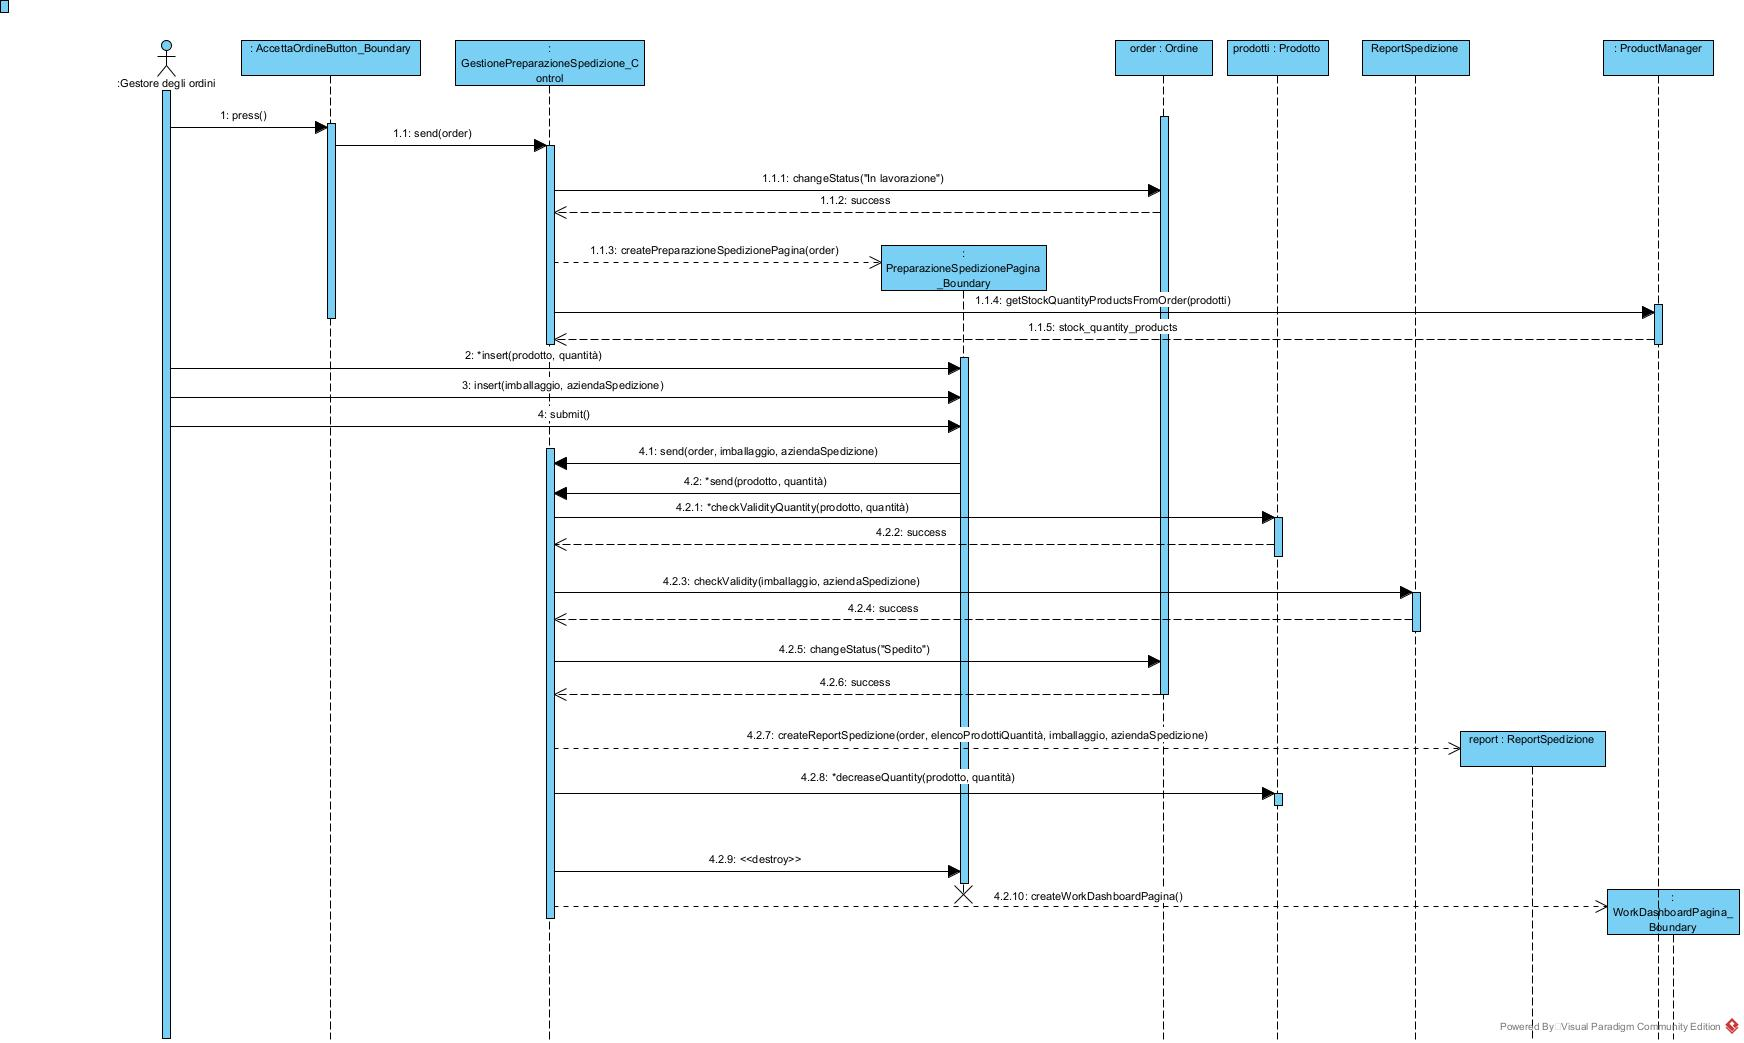 : AccettaOrdineButton_Boundary
:
GestionePreparazioneSpedizione_C
ontrol
order : Ordine
prodotti : Prodotto
ReportSpedizione
: ProductManager
:Gestore degli ordini
1: press()
1.1: send(order)
1.1.1: changeStatus("In lavorazione")
1.1.2: success
1.1.3: createPreparazioneSpedizionePagina(order)
:
PreparazioneSpedizionePagina
_Boundary
1.1.4: getStockQuantityProductsFromOrder(prodotti)
1.1.5: stock_quantity_products
2: *insert(prodotto, quantità)
3: insert(imballaggio, aziendaSpedizione)
4: submit()
4.1: send(order, imballaggio, aziendaSpedizione)
4.2: *send(prodotto, quantità)
4.2.1: *checkValidityQuantity(prodotto, quantità)
4.2.2: success
4.2.3: checkValidity(imballaggio, aziendaSpedizione)
4.2.4: success
4.2.5: changeStatus("Spedito")
4.2.6: success
4.2.7: createReportSpedizione(order, elencoProdottiQuantità, imballaggio, aziendaSpedizione)
report : ReportSpedizione
4.2.8: *decreaseQuantity(prodotto, quantità)
4.2.9: <<destroy>>
4.2.10: createWorkDashboardPagina()
:
WorkDashboardPagina_
Boundary
Powered By Visual Paradigm Community Edition